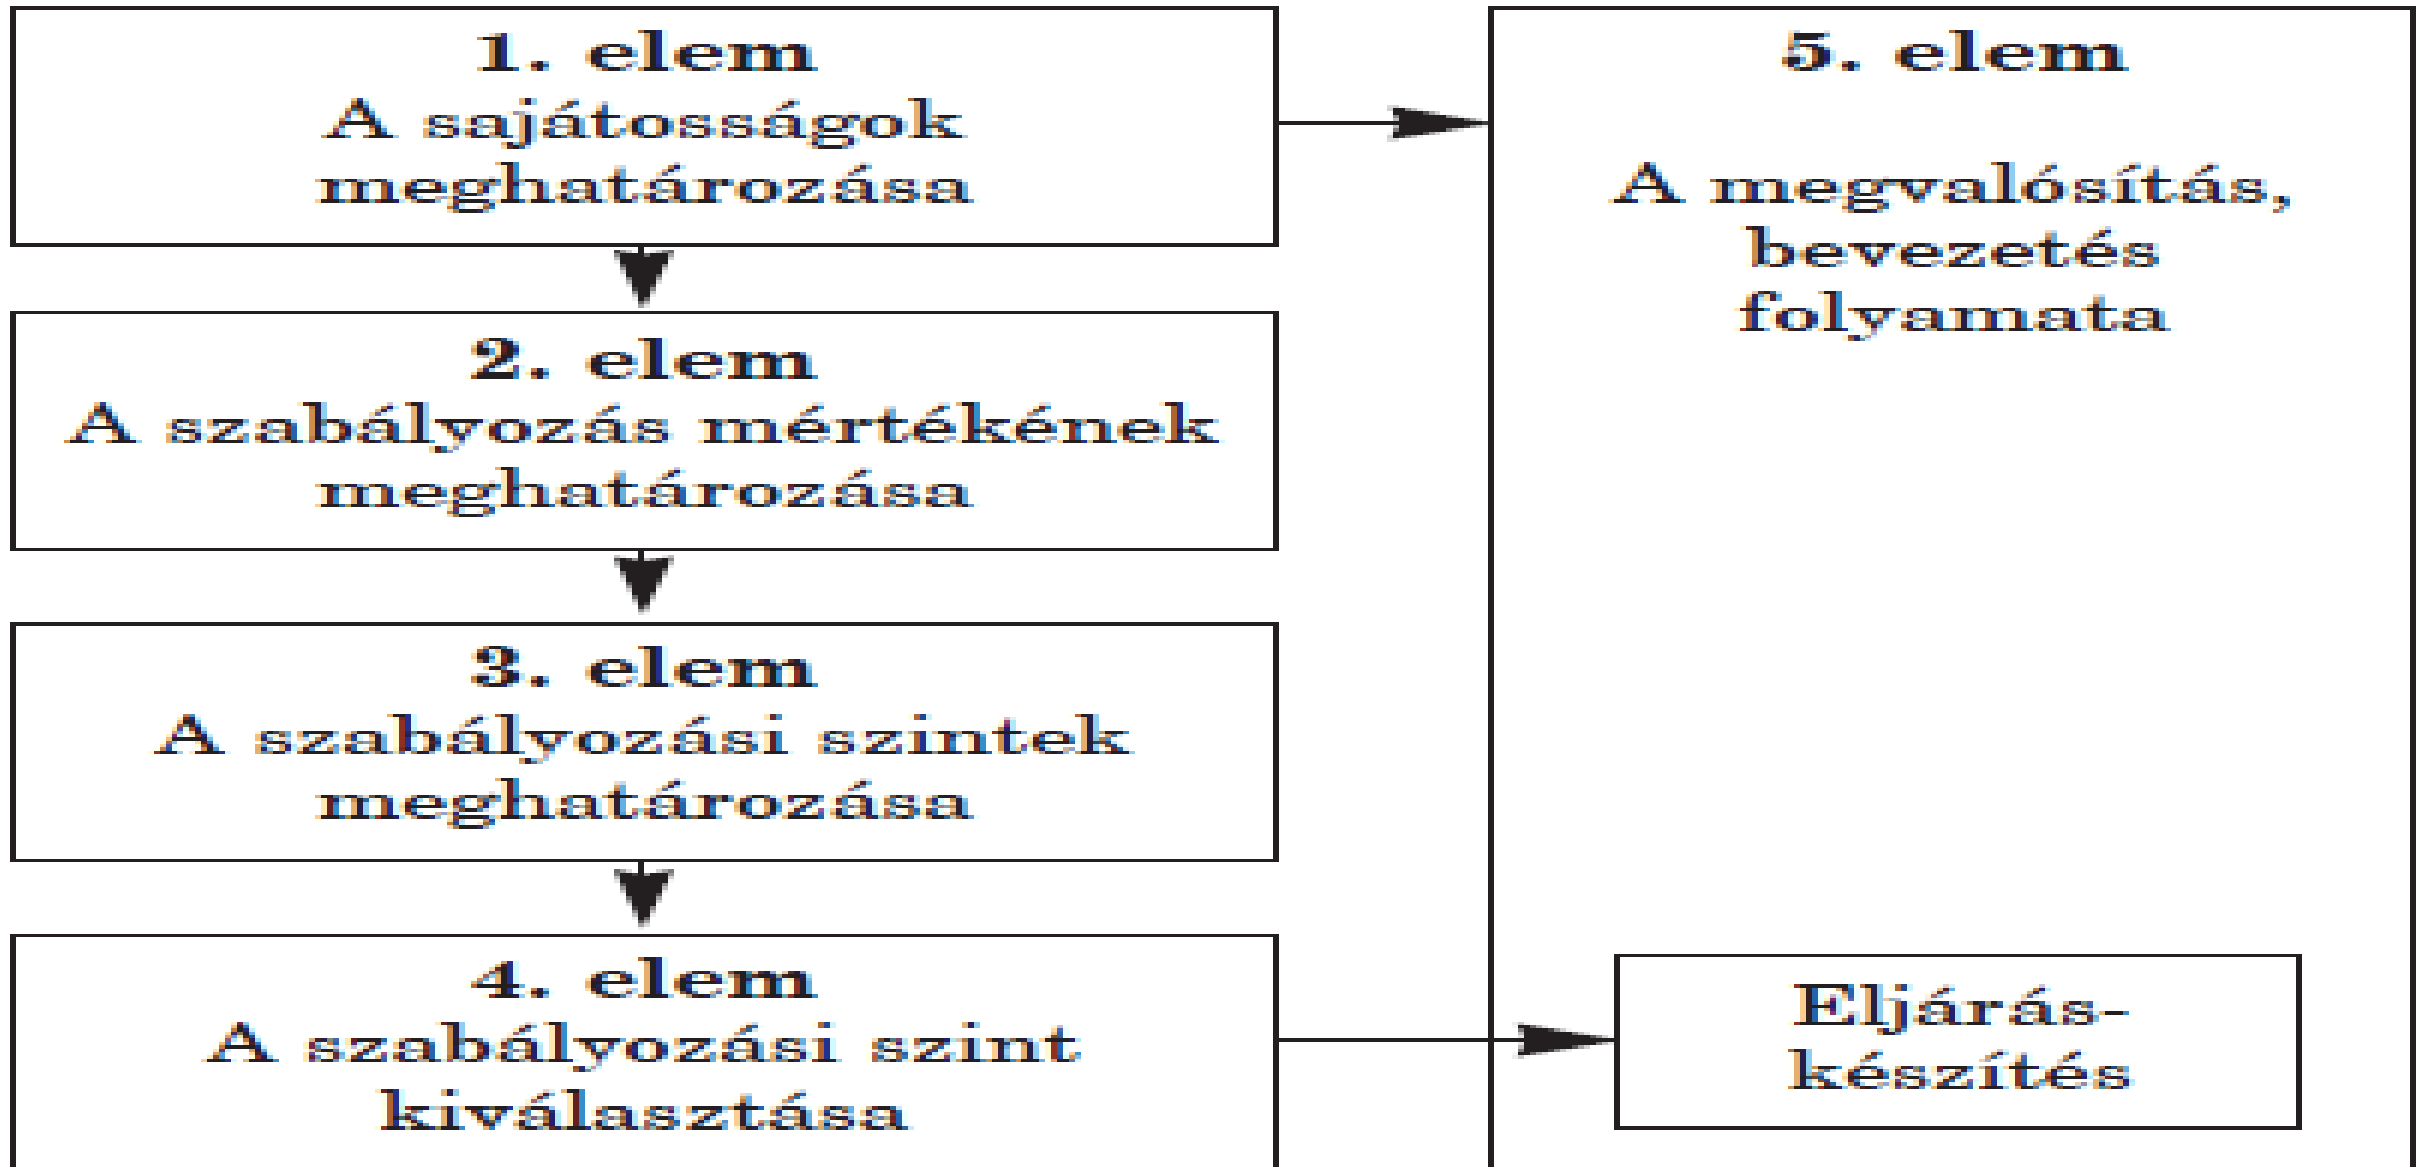 1. elem
A sajátosságok
meghatározása
2. elem
A szabályozás mértékének
meghatározása
3. elem
A szabályozási szintek
meghatározása
4. elem
A szabályozási szint
kiválasztása
5. elem
A megvalósítás,
bevezetés
folyamata
Eljárás-
készítés